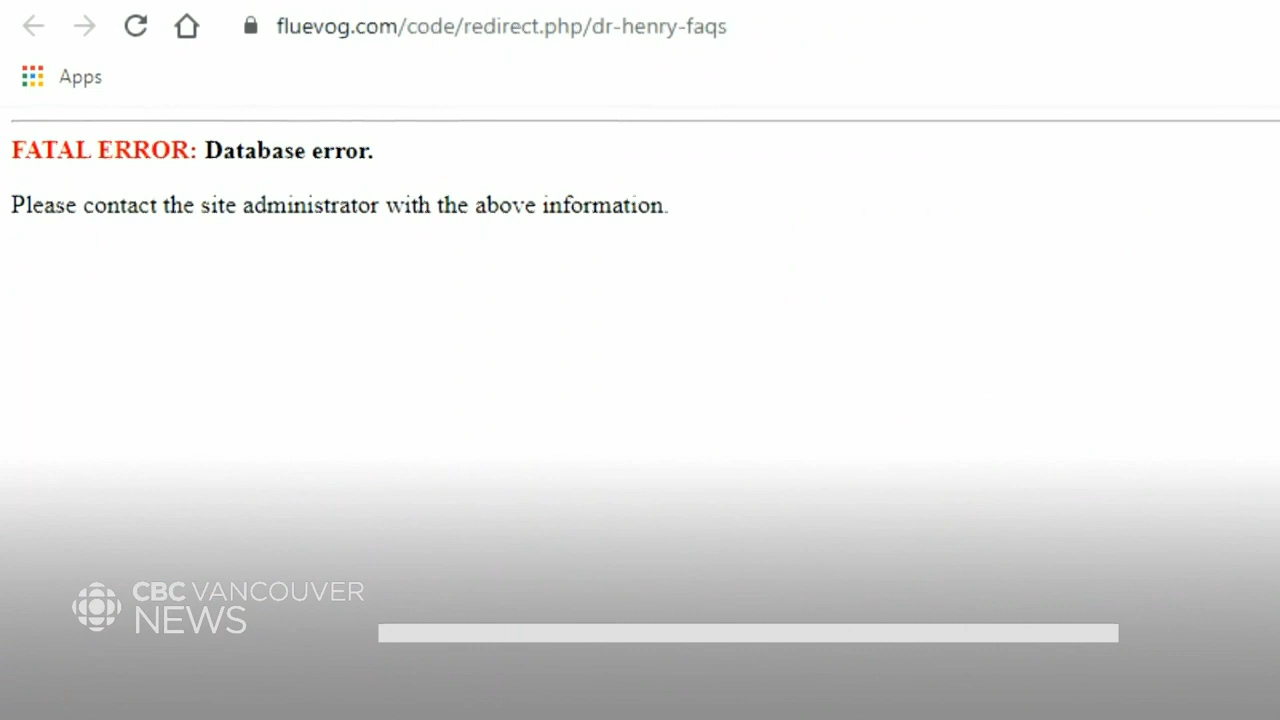 fluevog.com/code/redirect.php/dr-henry-faqs
Apps
FATAL ERROR: Database error.
Please contact the site administrator with the above information.
CBC VANCOUVER
NEWS